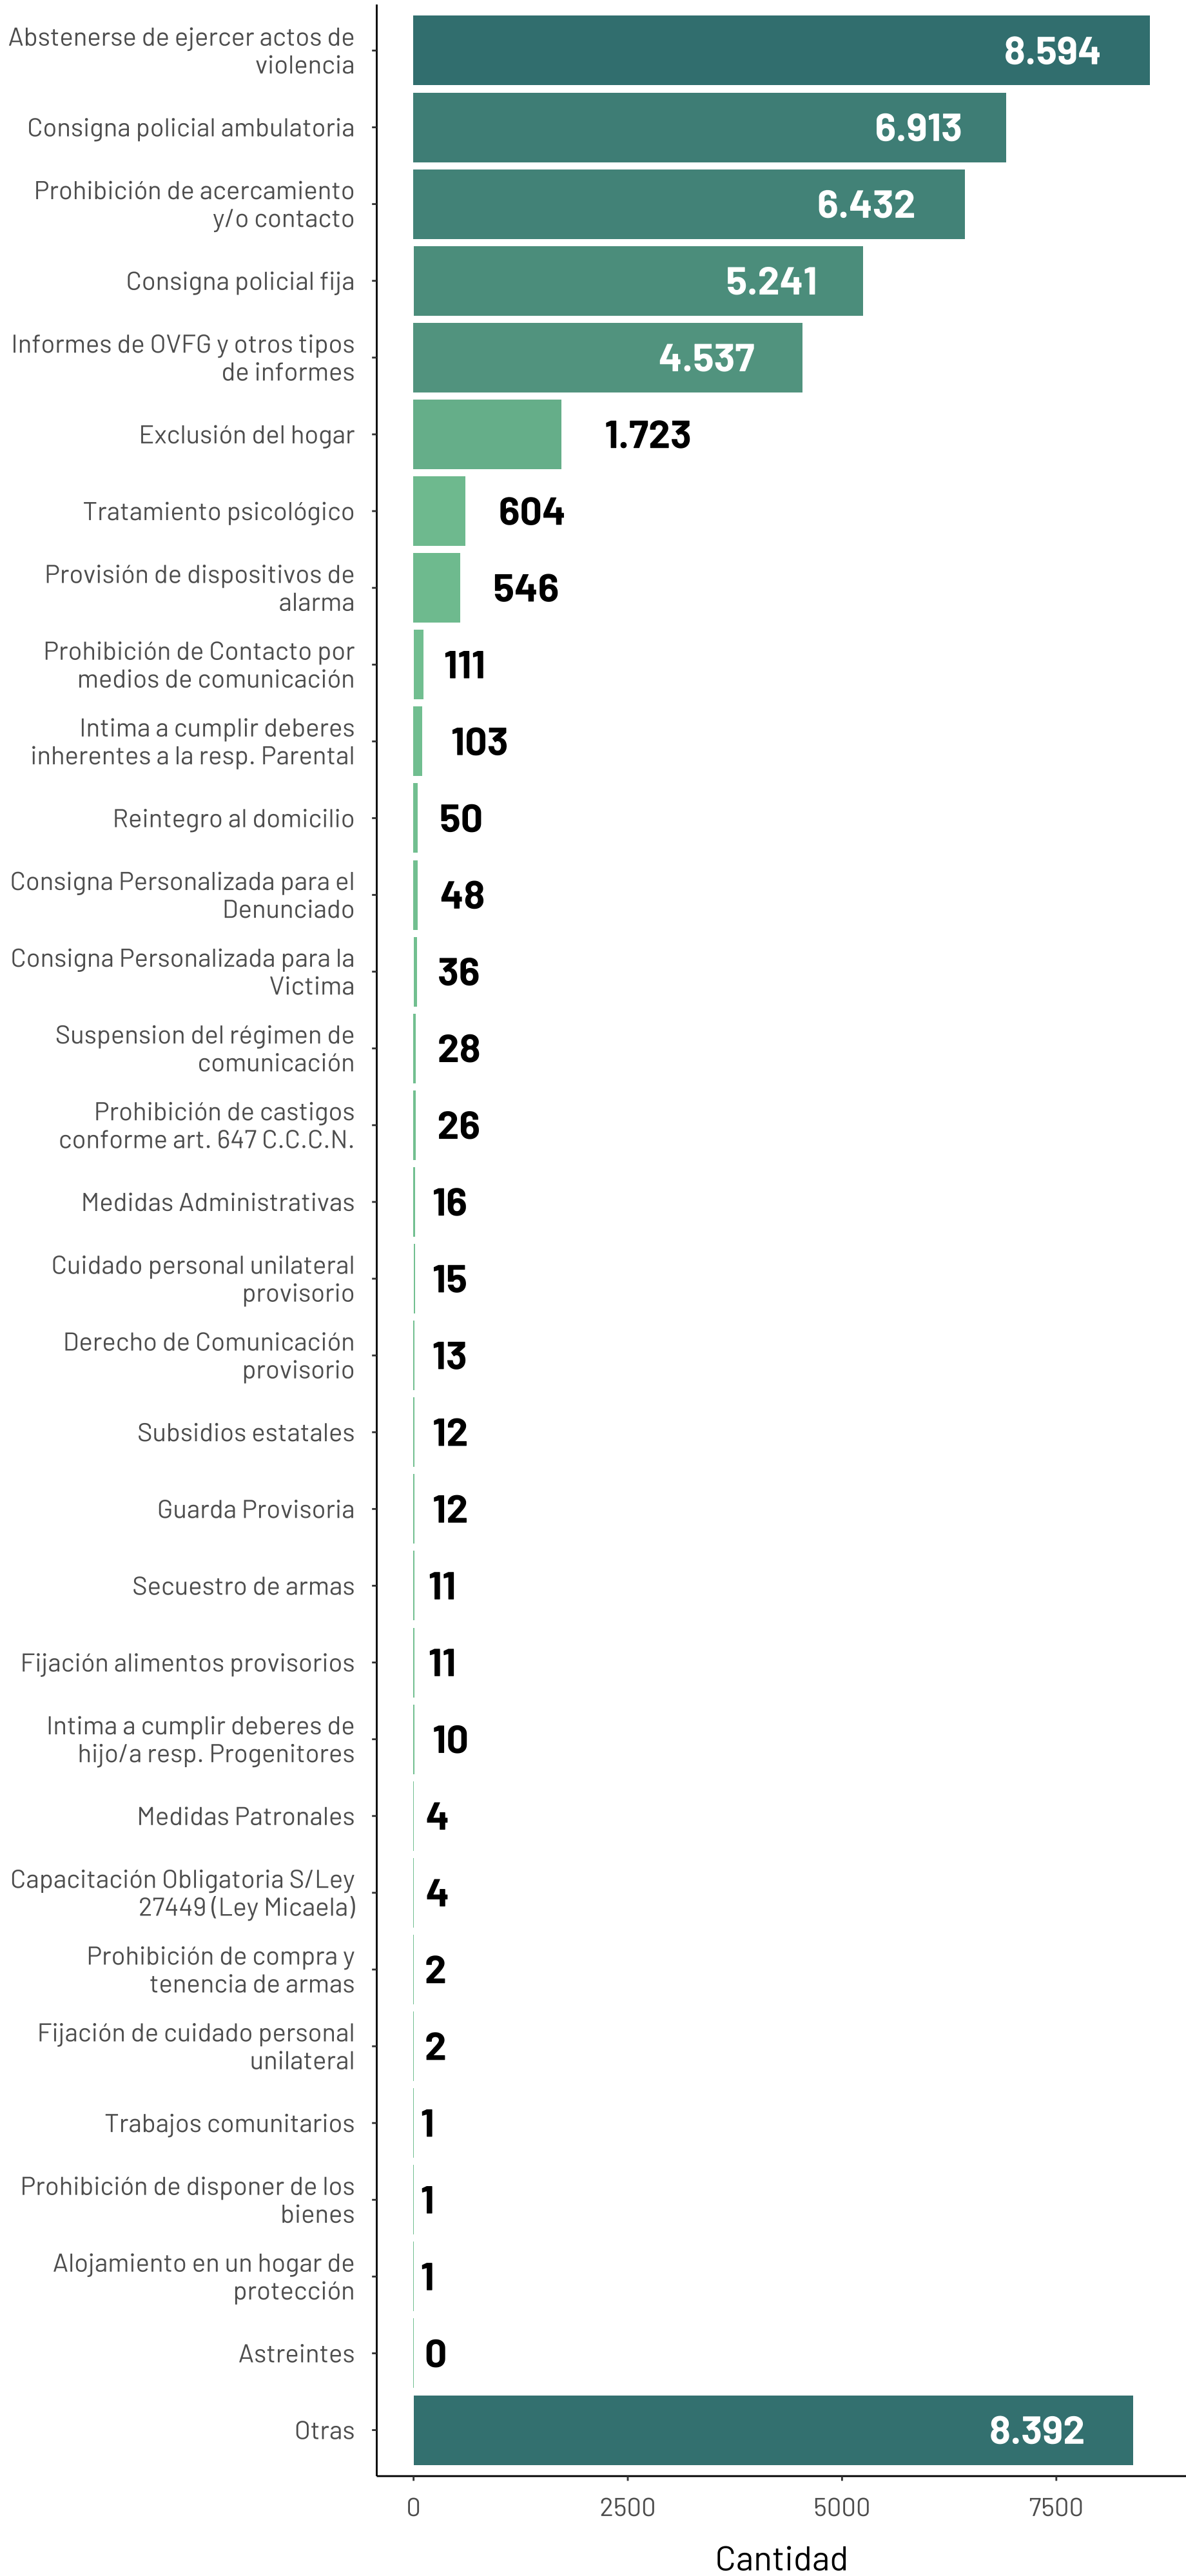 Abstenerse de ejercer actos de
violencia
8.594
Consigna policial ambulatoria
6.913
Prohibición de acercamiento
y/o contacto
6.432
Consigna policial fija
5.241
Informes de OVFG y otros tipos
de informes
4.537
Exclusión del hogar
1.723
Tratamiento psicológico
604
Provisión de dispositivos de
alarma
546
Prohibición de Contacto por
medios de comunicación
111
Intima a cumplir deberes
inherentes a la resp. Parental
103
Reintegro al domicilio
50
Consigna Personalizada para el
Denunciado
48
Consigna Personalizada para la
Victima
36
Suspension del régimen de
comunicación
28
Prohibición de castigos
conforme art. 647 C.C.C.N.
26
Medidas Administrativas
16
Cuidado personal unilateral
provisorio
15
Derecho de Comunicación
provisorio
13
Subsidios estatales
12
Guarda Provisoria
12
Secuestro de armas
11
Fijación alimentos provisorios
11
Intima a cumplir deberes de
hijo/a resp. Progenitores
10
Medidas Patronales
4
Capacitación Obligatoria S/Ley
27449 (Ley Micaela)
4
Prohibición de compra y
tenencia de armas
2
Fijación de cuidado personal
unilateral
2
Trabajos comunitarios
1
Prohibición de disponer de los
bienes
1
Alojamiento en un hogar de
protección
1
Astreintes
0
Otras
8.392
0 2500 5000 7500
Cantidad